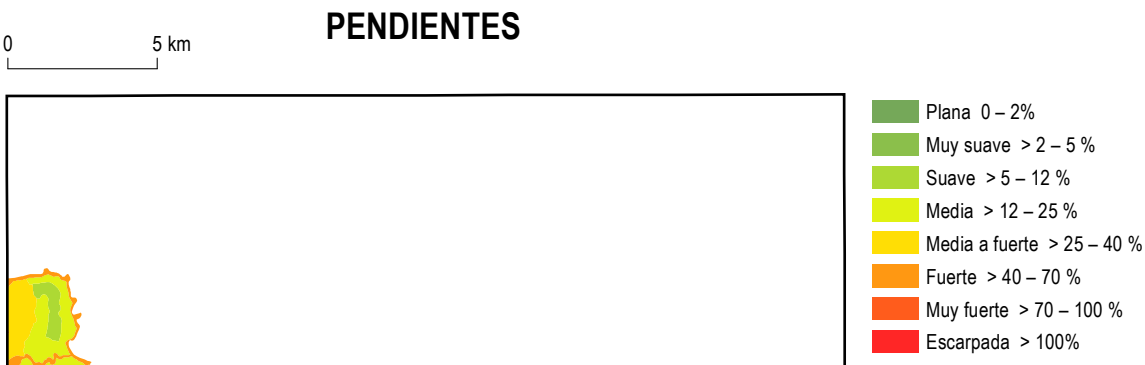 PENDIENTES
0 5 km
Plana 0 – 2%
Muy suave > 2 – 5 %
Suave > 5 – 12 %
Media > 12 – 25 %
Media a fuerte > 25 – 40 %
Fuerte > 40 – 70 %
Muy fuerte > 70 – 100 %
Escarpada > 100%